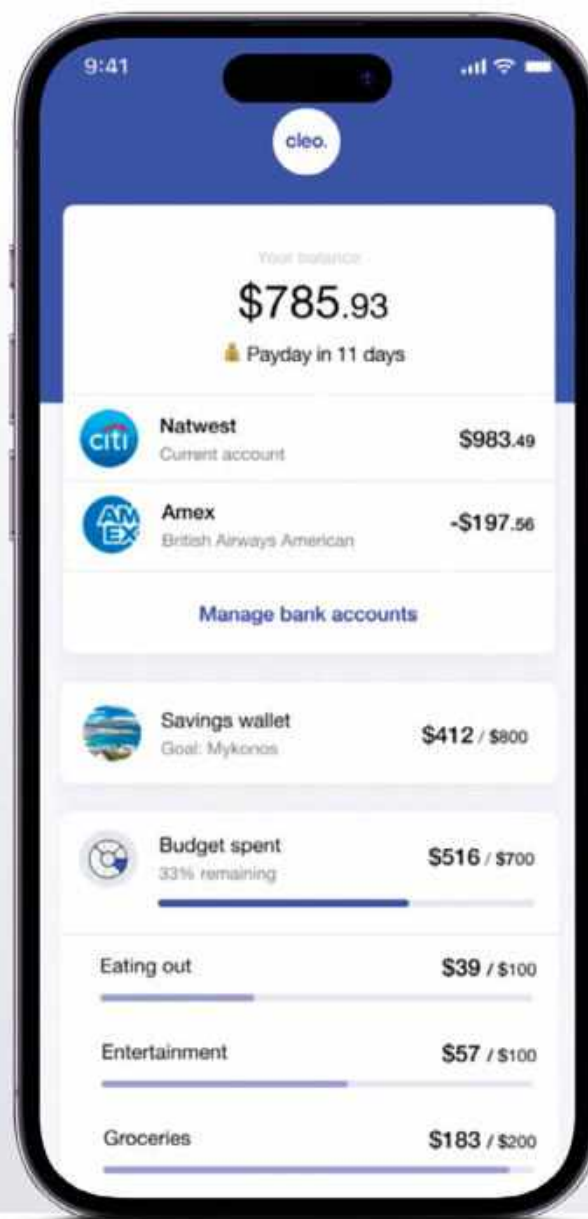 9:41
cleo.
Your balance
$785.93
Payday in 11 days
citi
Natwest
$983.49
Current account
AM
EX
Amex
-$197.56
British Airways American
Manage bank accounts
Savings wallet
$412 / $800
Goal: Mykonos
Budget spent
$516 / $700
33% remaining
Eating out
$39 / $100
Entertainment
$57 / $100
Groceries
$183 / $200